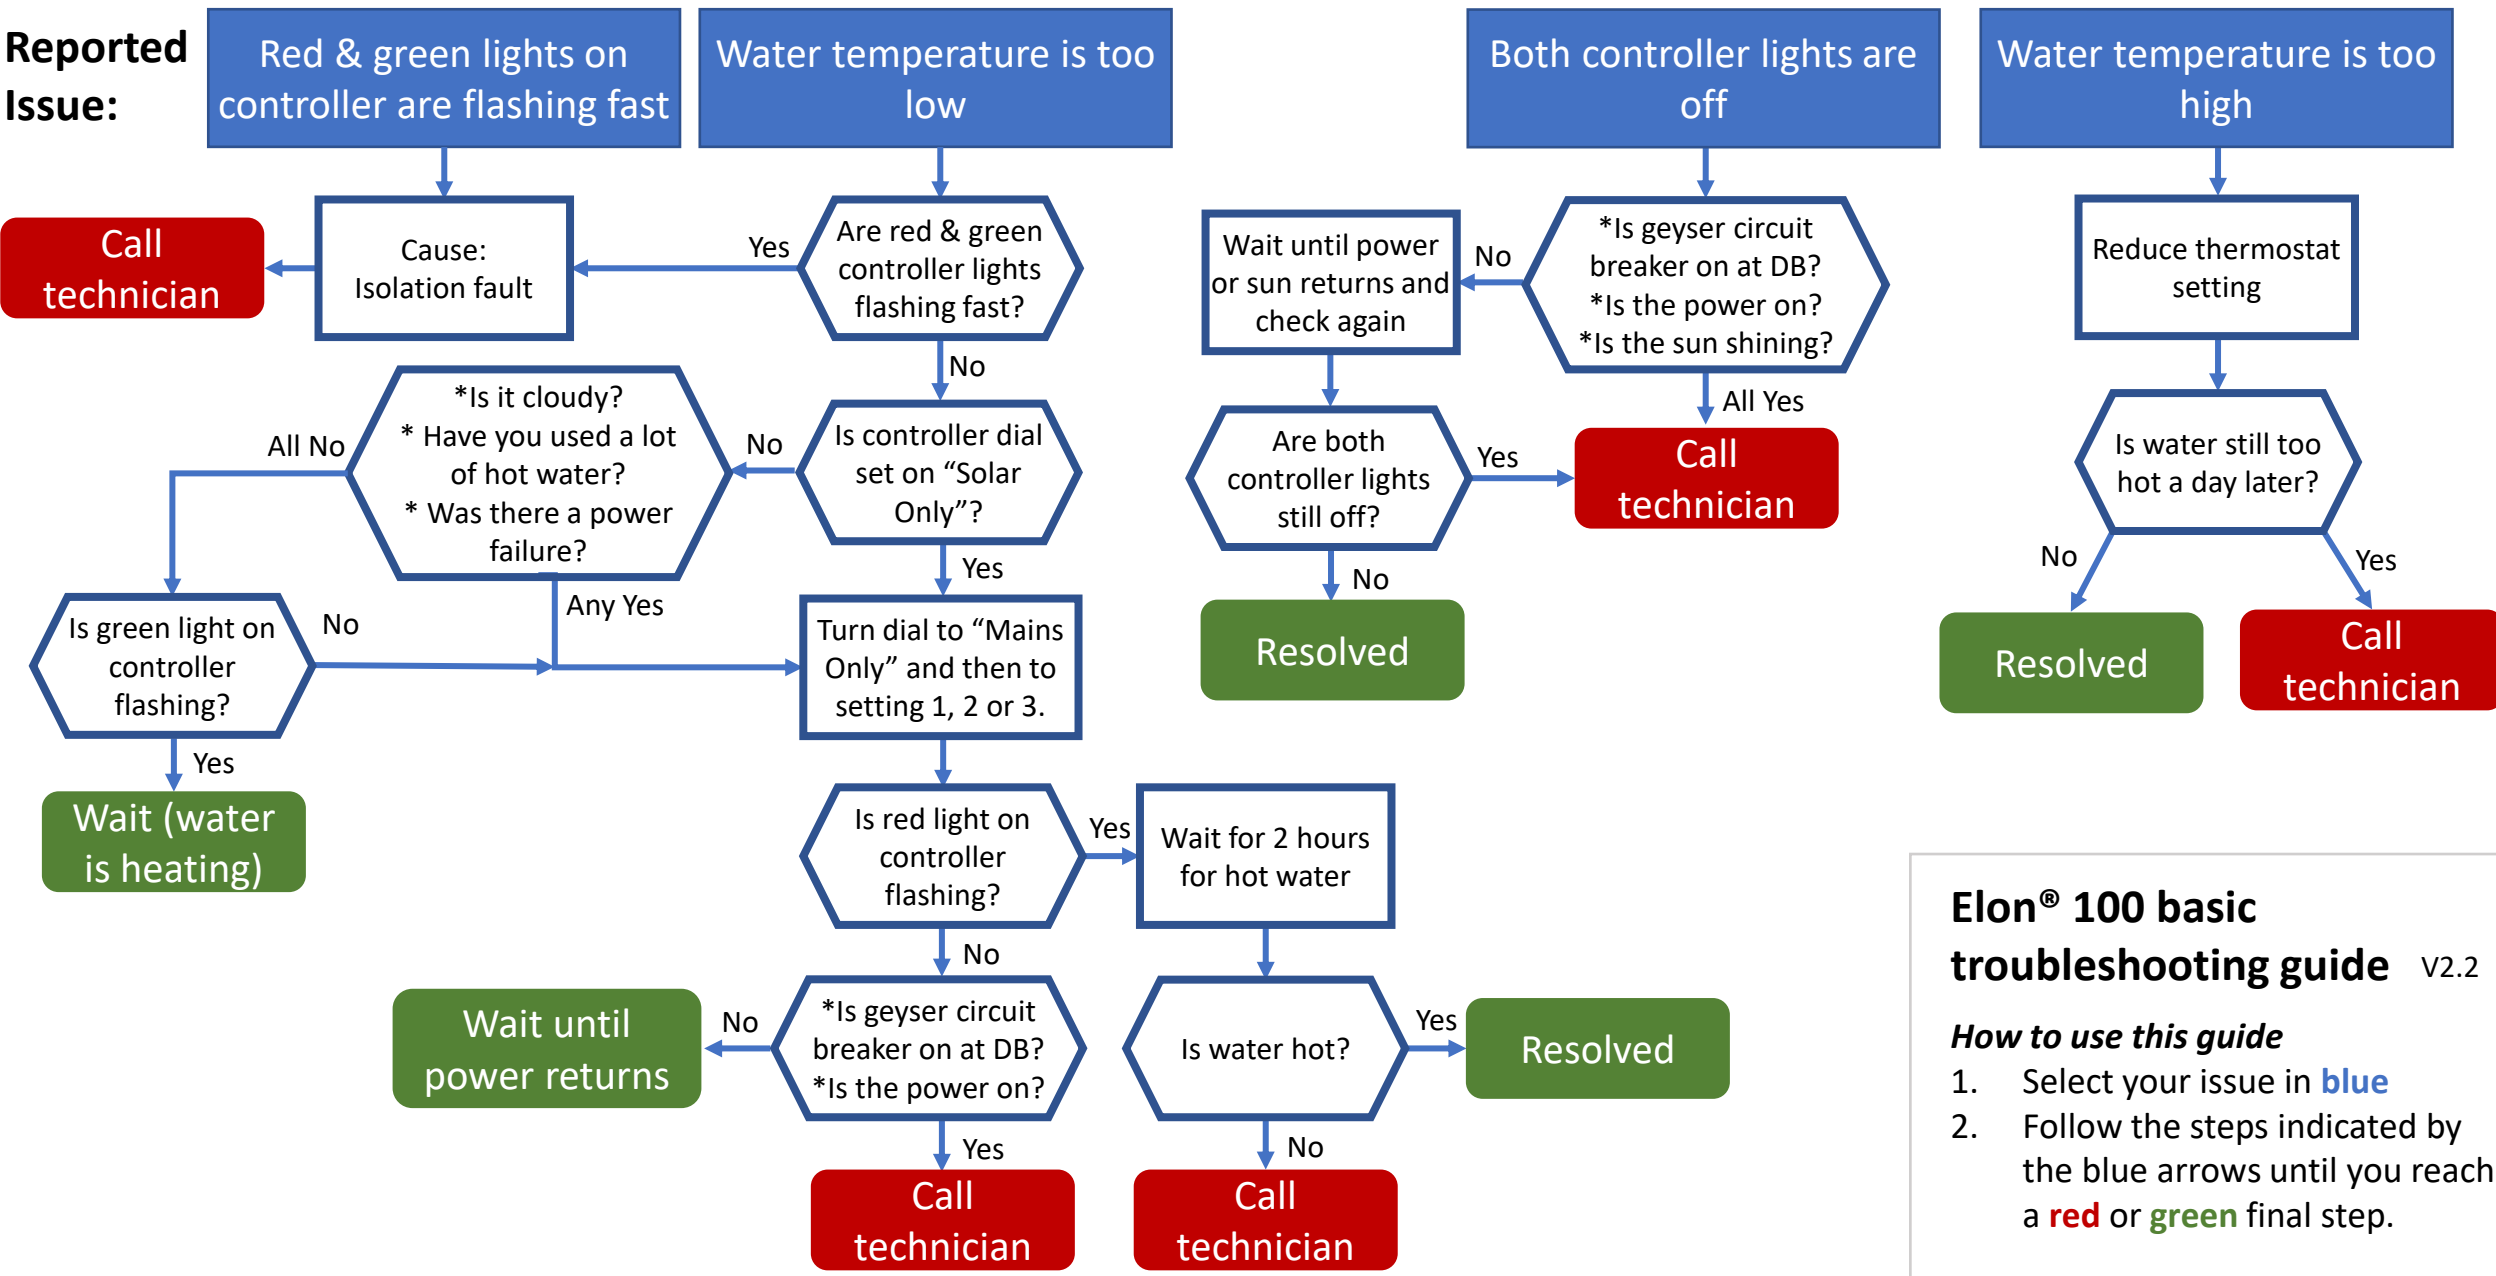 Reported
Issue:
Red & green lights on
controller are flashing fast
Water temperature is too
low
Both controller lights are
off
Water temperature is too
high
Call
technician
Cause:
Isolation fault
Yes
Are red & green
controller lights
flashing fast?
No
Wait until power
or sun returns and
check again
No
*Is geyser circuit
breaker on at DB?
*Is the power on?
*Is the sun shining?
All Yes
Reduce thermostat
setting
All No
*Is it cloudy?
* Have you used a lot
of hot water?
* Was there a power
failure?
Any Yes
No
Is controller dial
set on “Solar
Only”?
Yes
Are both
controller lights
still off?
Yes
Call
technician
No
Resolved
Is water still too
hot a day later?
No
Yes
Resolved
Call
technician
Is green light on
controller
flashing?
No
Yes
Wait (water
is heating)
Turn dial to “Mains
Only” and then to
setting 1, 2 or 3.
Is red light on
controller
flashing?
Yes
Wait for 2 hours
for hot water
No
Wait until
power returns
No
*Is geyser circuit
breaker on at DB?
*Is the power on?
Yes
Call
technician
Is water hot?
Yes
Resolved
No
Call
technician
Elon® 100 basic
troubleshooting guide V2.2
How to use this guide
1. Select your issue in blue
2. Follow the steps indicated by
the blue arrows until you reach
a red or green final step.